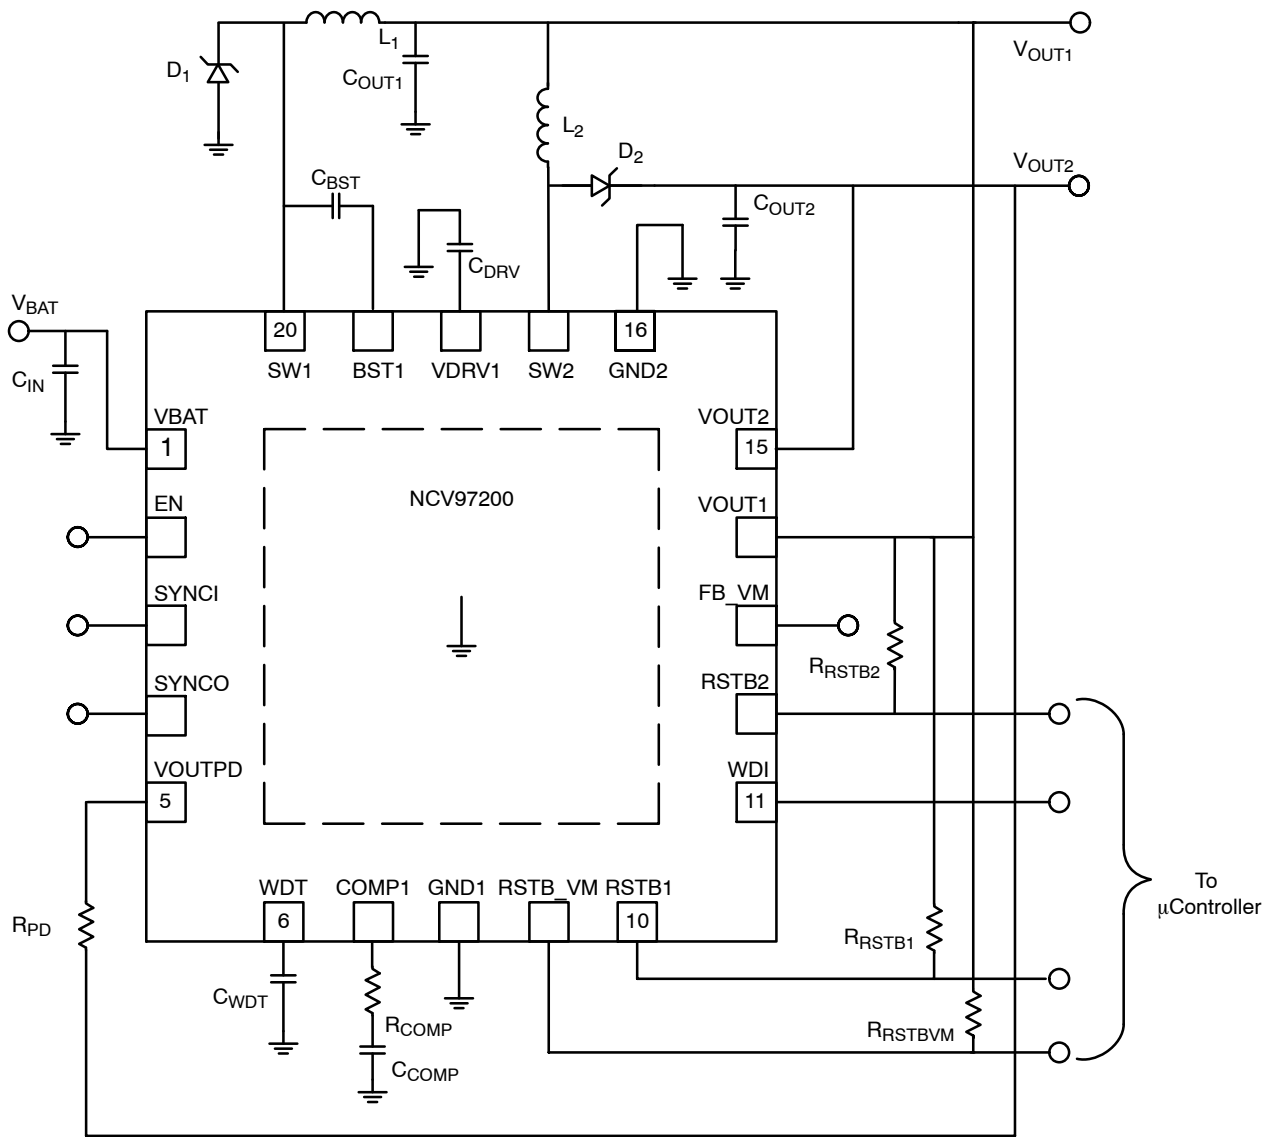 L1
VOUT1
D1
COUT1
L2
D2
VOUT2
CBST
COUT2
CDRV
VBAT
20
16
CIN
SW1
BST1
VDRV1
SW2
GND2
VBAT
VOUT2
1
15
EN
NCV97200
VOUT1
SYNCI
FB_VM
RRSTB2
SYNCO
RSTB2
VOUTPD
WDI
5
11
WDT
COMP1
GND1
RSTB_VM
RSTB1
To
μController
6
10
RPD
RRSTB1
CWDT
RCOMP
RRSTBVM
CCOMP